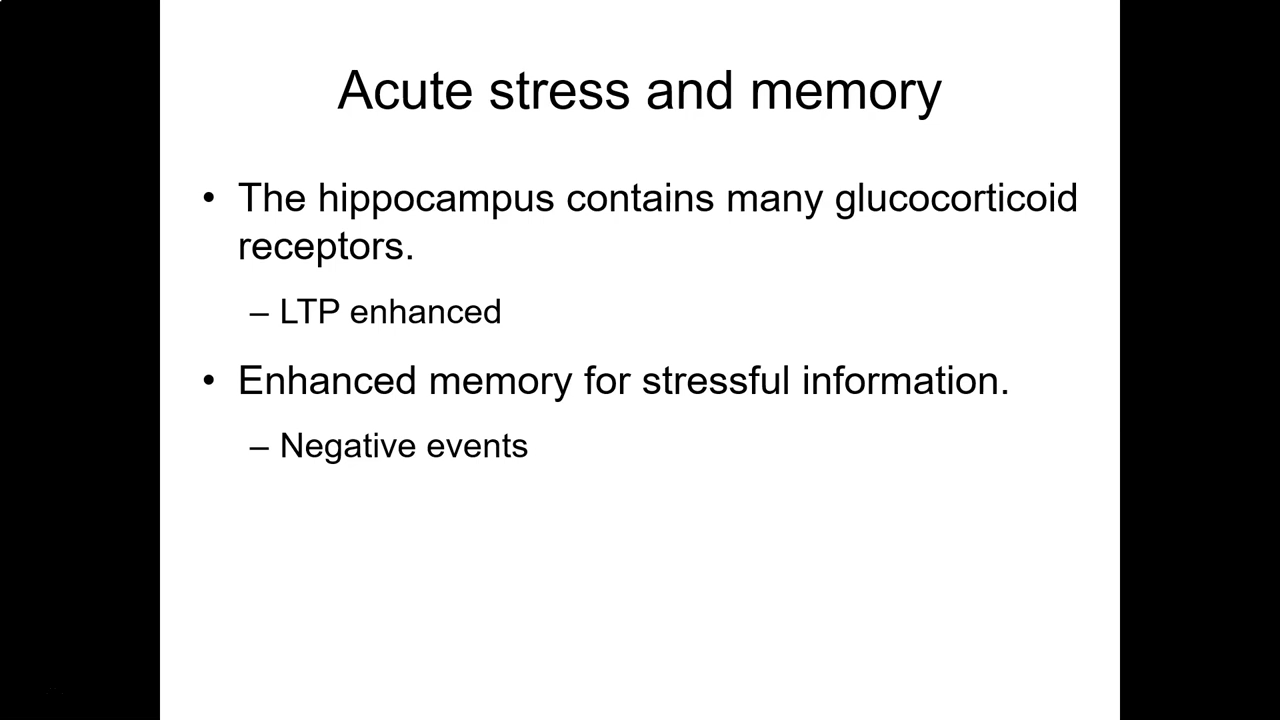 Acute stress and memory
• The hippocampus contains many glucocorticoid
receptors.
– LTP enhanced
• Enhanced memory for stressful information.
– Negative events